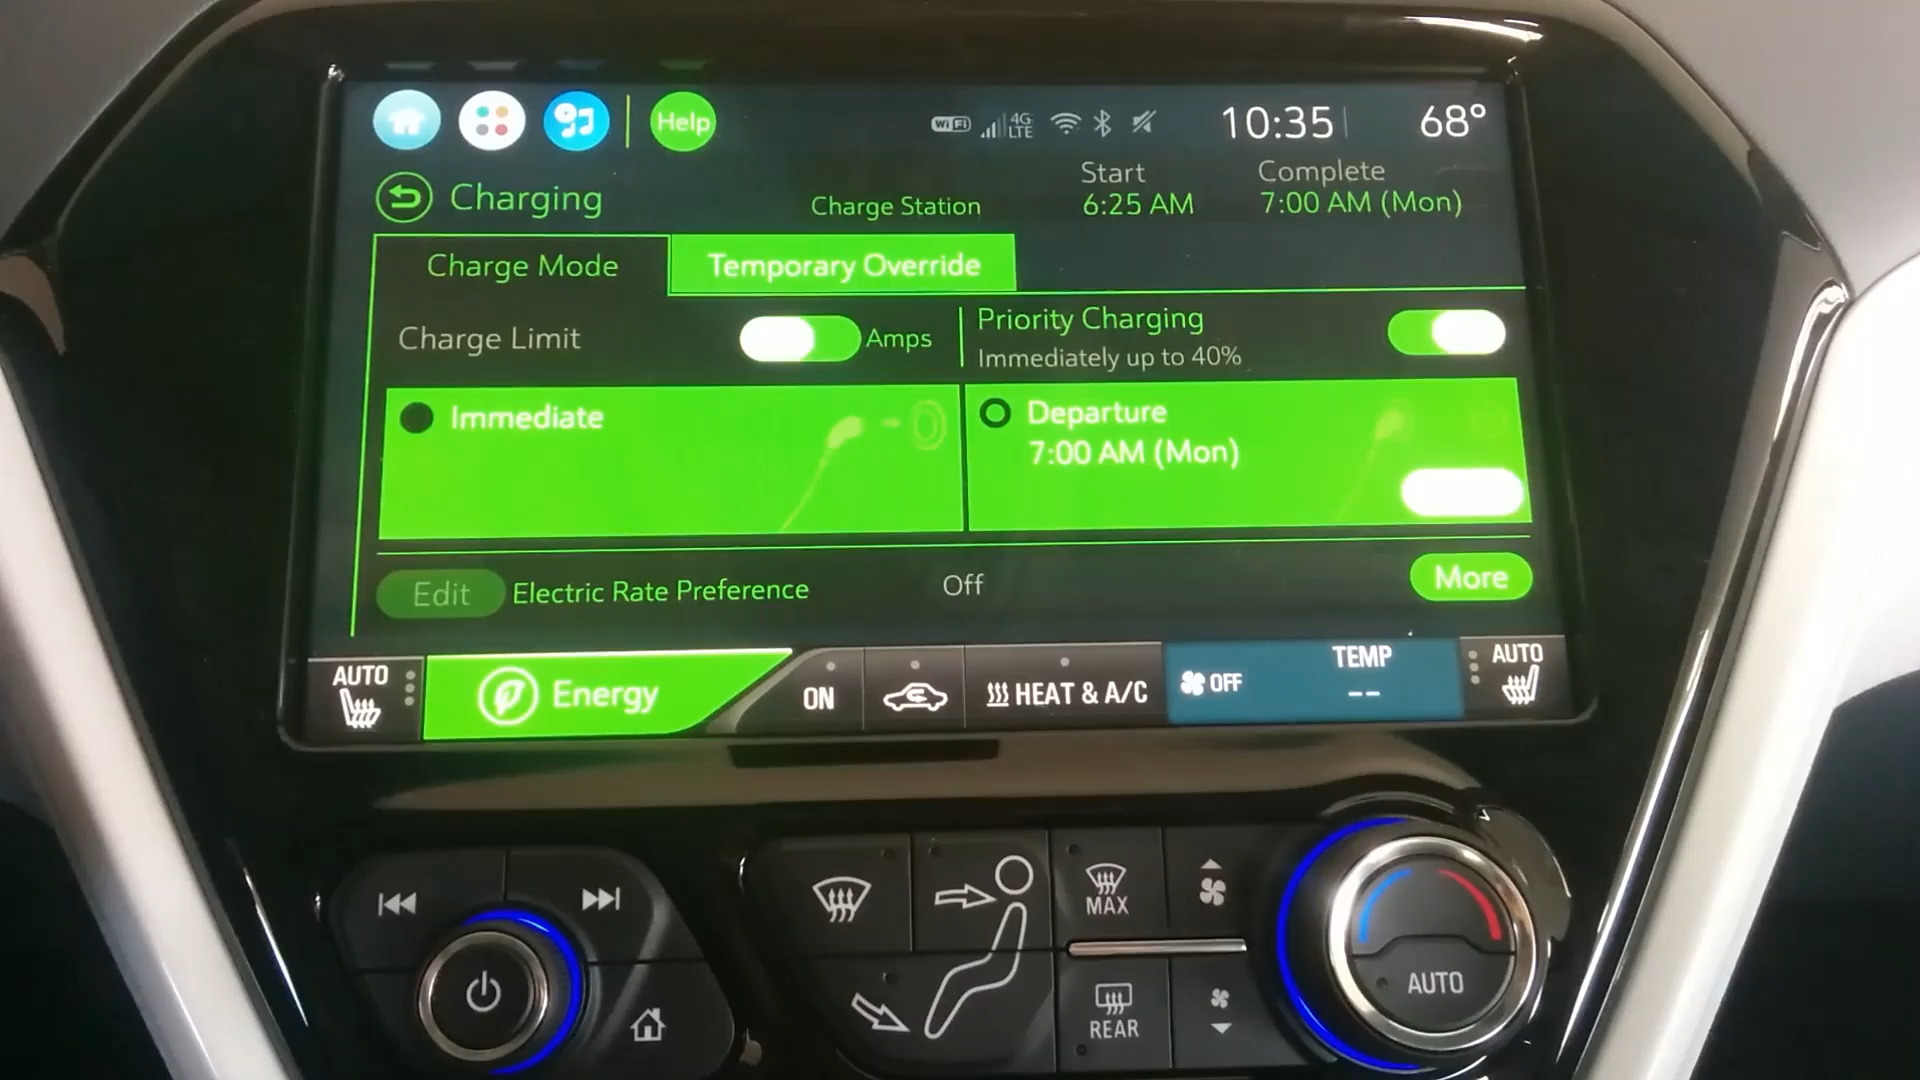 Help
WiFi
4G
LTE
10:35
68°
Charging
Charge Station
Start
6:25 AM
Complete
7:00 AM (Mon)
Charge Mode
Temporary Override
Charge Limit
Amps
Priority Charging
Immediately up to 40%
Immediate
Departure
7:00 AM (Mon)
Edit
Electric Rate Preference
Off
More
AUTO
Energy
ON
HEAT & A/C
OFF
TEMP
--
AUTO
MAX
REAR
AUTO